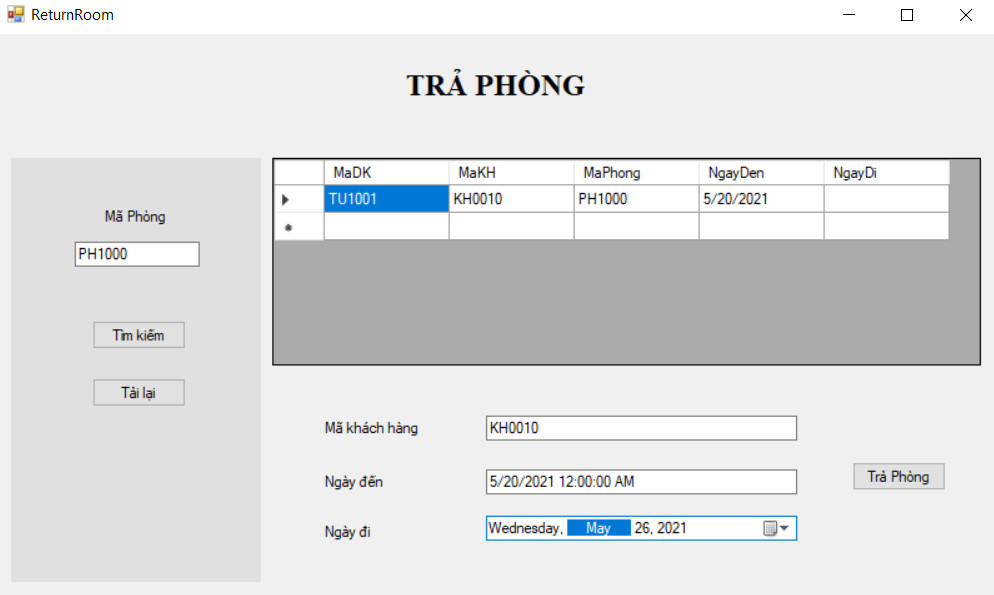 ReturnRoom
TRẢ PHÒNG
Mã Phòng
PH1000
Tìm kiếm
Tải lại
MaDK MaKH MaPhong NgayDen NgayDi
TU1001 KH0010 PH1000 5/20/2021
Mã khách hàng KH0010
Ngày đến 5/20/2021 12:00:00 AM
Trả Phòng
Ngày đi Wednesday, May 26, 2021